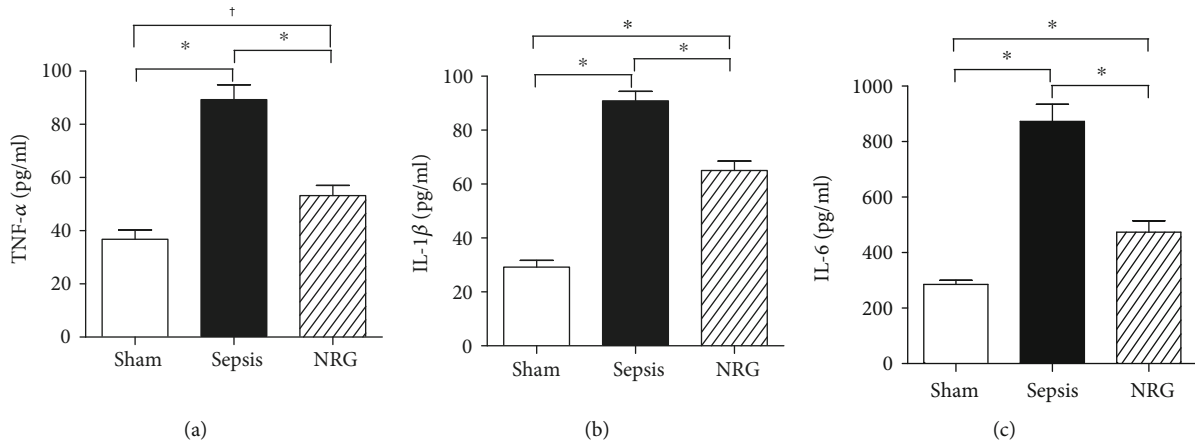 †
* *
100
80
60
40
20
0
TNF-α (pg/ml)
Sham Sepsis NRG
(a)
*
* *
100
80
60
40
20
0
IL-1β (pg/ml)
Sham Sepsis NRG
(b)
*
* *
1000
800
600
400
200
0
IL-6 (pg/ml)
Sham Sepsis NRG
(c)